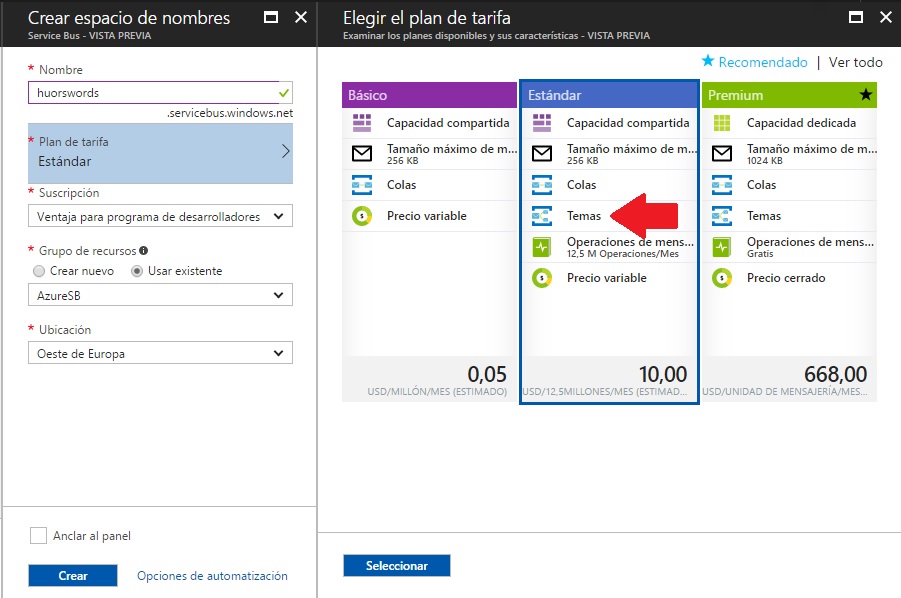 Crear espacio de nombres
Service Bus - VISTA PREVIA
* Nombre
huorswords
.servicebus.windows.net
* Plan de tarifa
Estándar
* Suscripción
Ventaja para programa de desarrolladores
* Grupo de recursos
Crear nuevo
Usar existente
AzureSB
* Ubicación
Oeste de Europa
Anclar al panel
Crear
Opciones de automatización
Elegir el plan de tarifa
Examinar los planes disponibles y sus características - VISTA PREVIA
Recomendado | Ver todo
Básico
Capacidad compartida
Tamaño máximo de m...
256 KB
Colas
Precio variable
0,05
USD/MILLÓN/MES (ESTIMADO)
Estándar
Capacidad compartida
Tamaño máximo de m...
256 KB
Colas
Temas
Operaciones de mens...
12,5 M Operaciones/Mes
Precio variable
10,00
USD/12,5MILLONES/MES (ESTIMAD...
Premium
Capacidad dedicada
Tamaño máximo de m...
1024 KB
Colas
Temas
Operaciones de mens...
Gratis
Precio cerrado
668,00
USD/UNIDAD DE MENSAJERÍA/MES...
Seleccionar